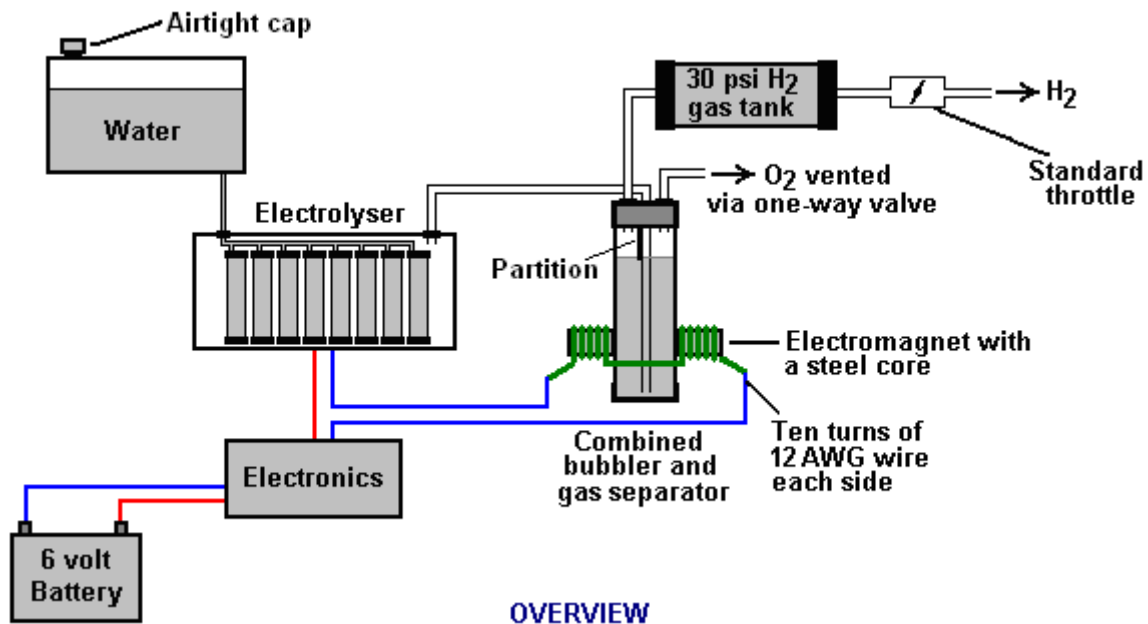 Airtight cap
Water
30 psi H2
gas tank
H2
Standard
throttle
O2 vented
via one-way valve
Electrolyser
Partition
Electromagnet with
a steel core
Combined
bubbler and
gas separator
Ten turns of
12 AWG wire
each side
Electronics
6 volt
Battery
OVERVIEW